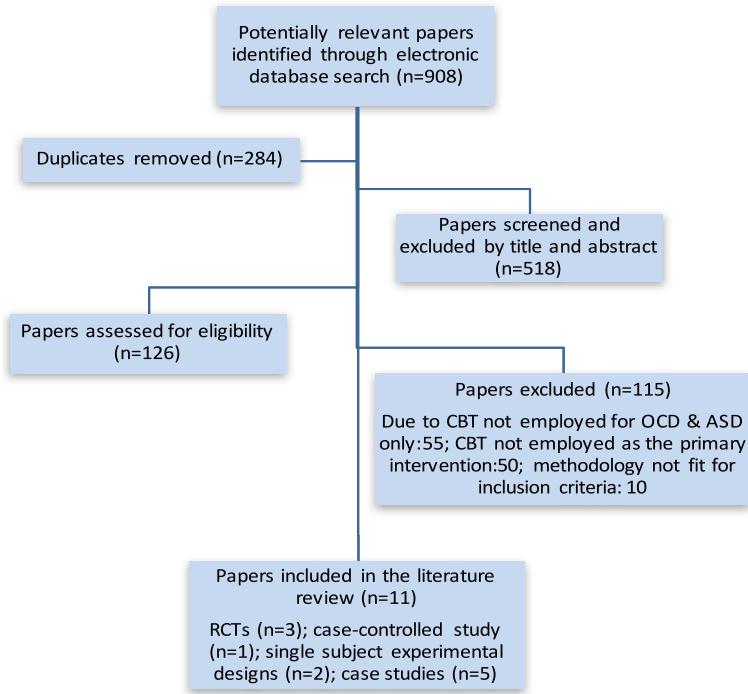 Potentially relevant papers
identified through electronic
database search (n=908)
Duplicates removed (n=284)
Papers screened and
excluded by title and abstract
(n=518)
Papers assessed for eligibility
(n=126)
Papers excluded (n=115)
Due to CBT not employed for OCD & ASD
only:55; CBT not employed as the primary
intervention:50; methodology not fit for
inclusion criteria: 10
Papers included in the literature
review (n=11)
RCTs (n=3); case-controlled study
(n=1); single subject experimental
designs (n=2); case studies (n=5)